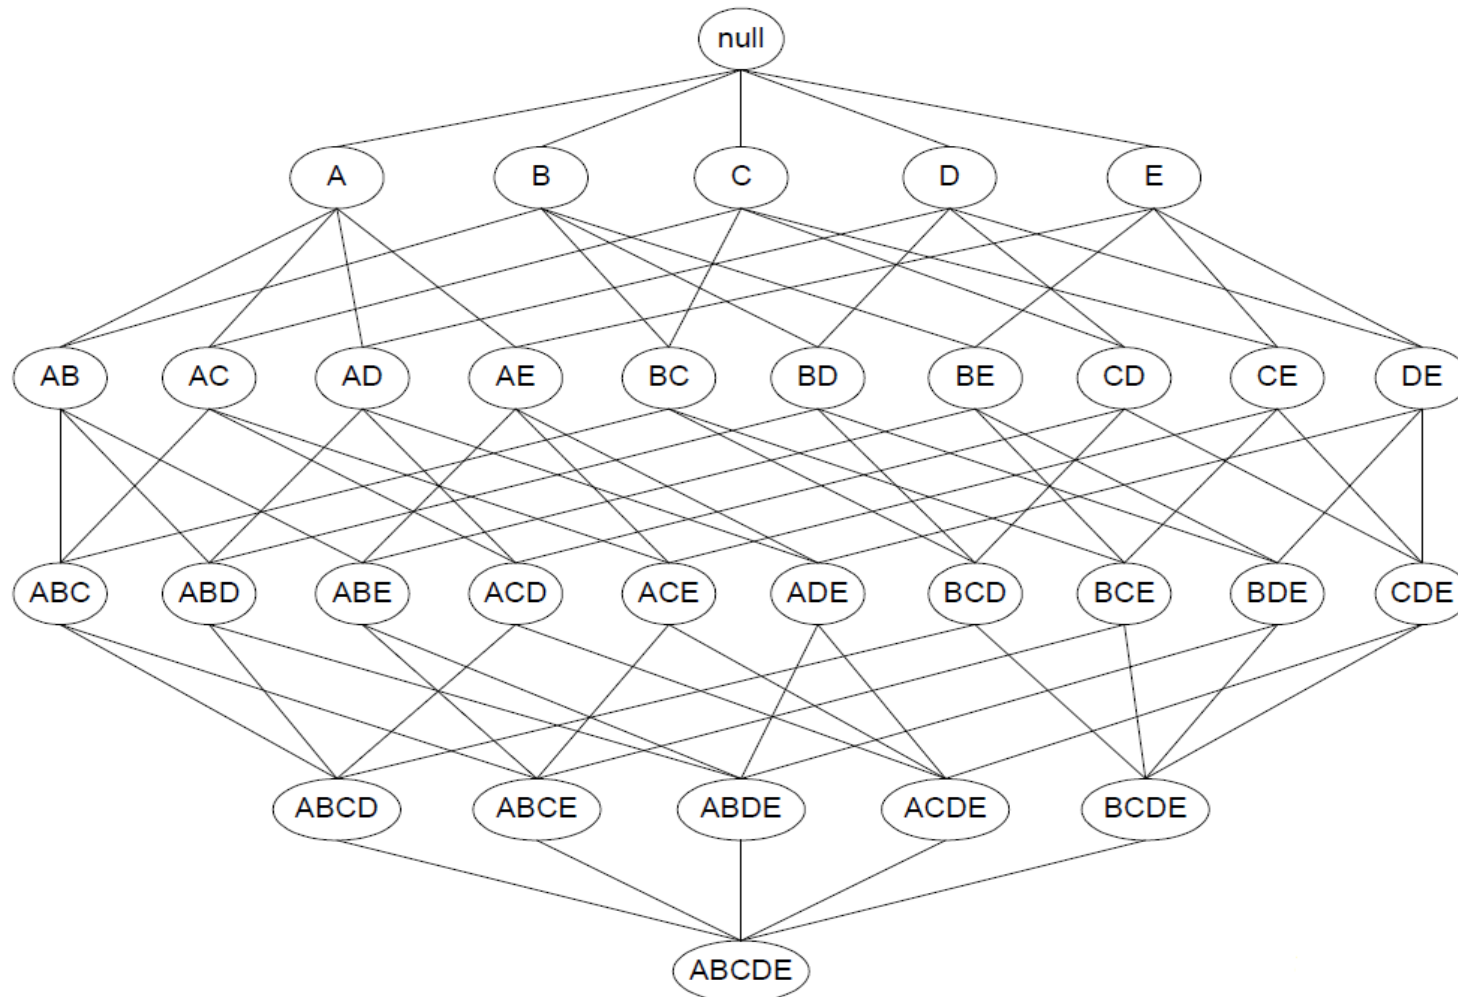 null
A B C D E
AB AC AD AE BC BD BE CD CE DE
ABC ABD ABE ACD ACE ADE BCD BCE BDE CDE
ABCD ABCE ABDE ACDE BCDE
ABCDE